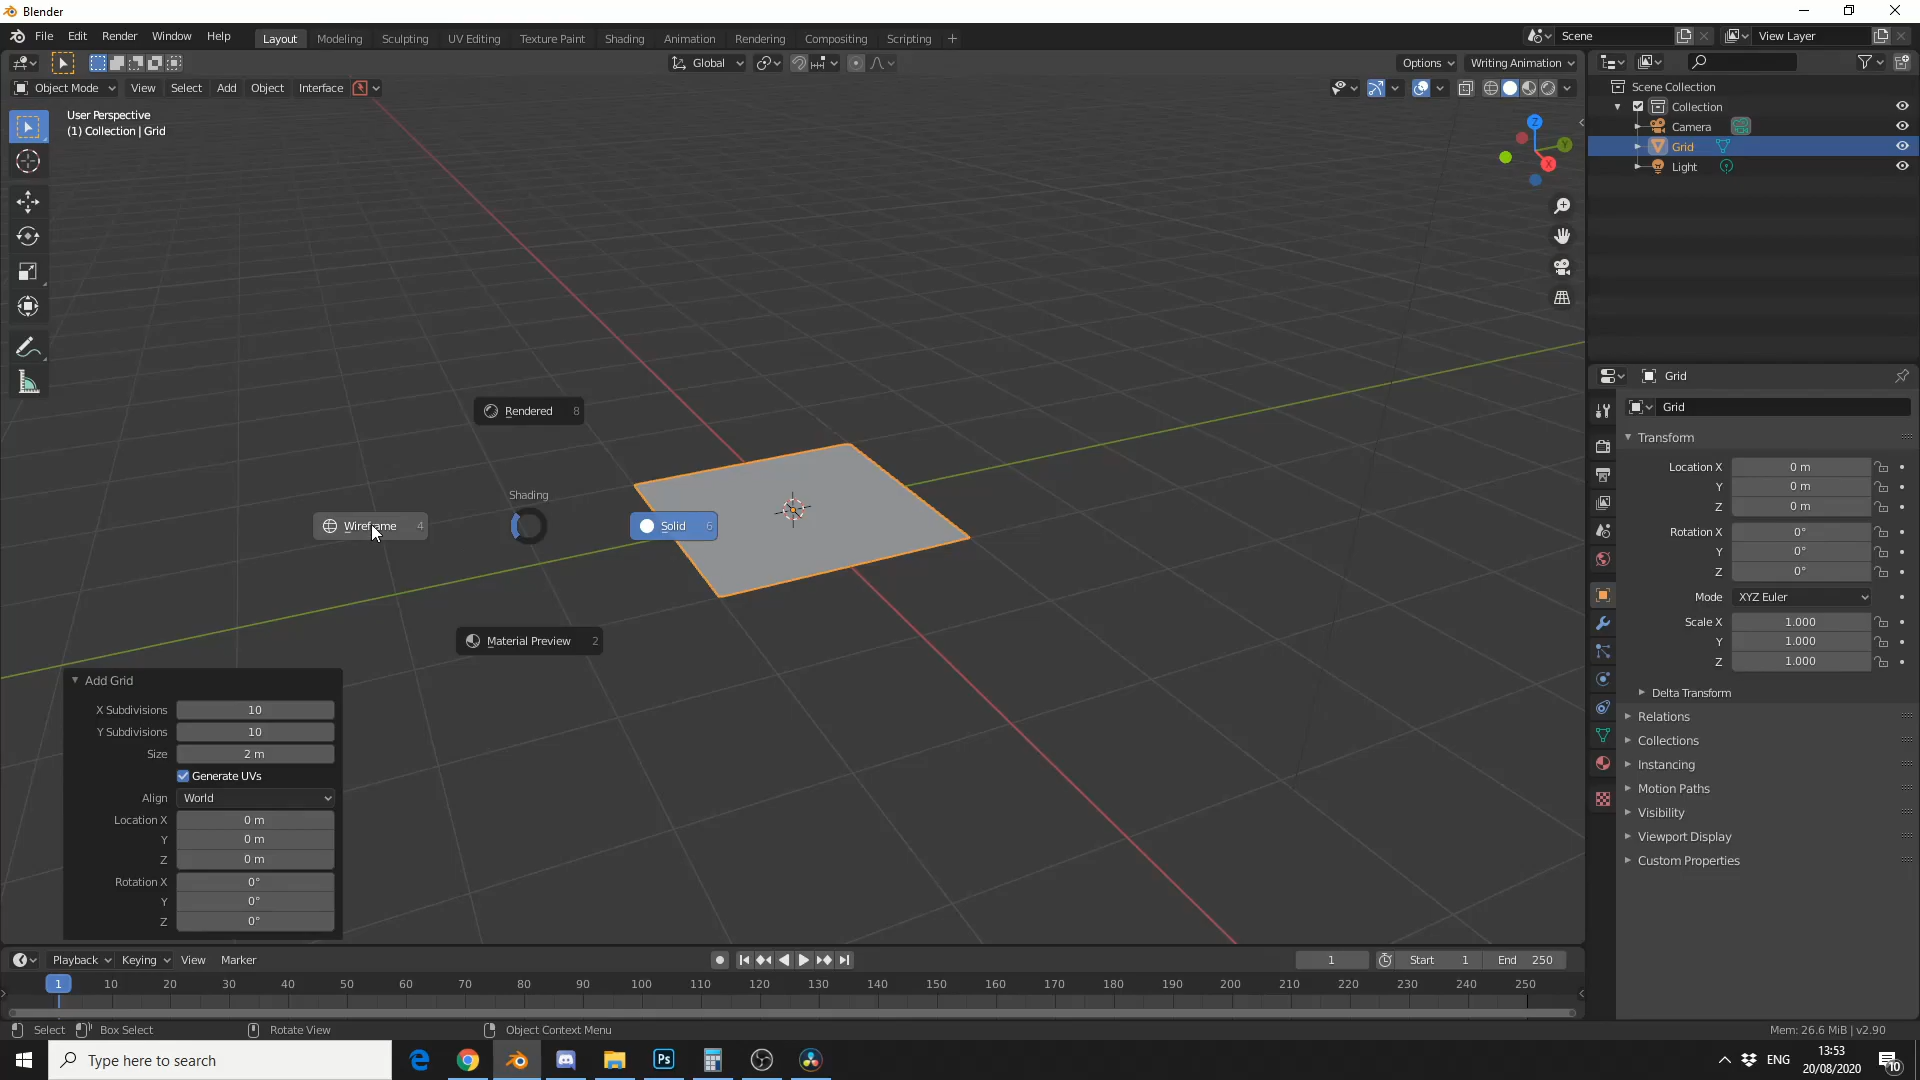 Blender
File Edit Render Window Help
Layout Modeling Sculpting UV Editing Texture Paint Shading Animation Rendering Compositing Scripting +
Scene
View Layer
Global
Options Writing Animation
Object Mode View Select Add Object Interface
User Perspective
(1) Collection | Grid
Z
Y
X
Scene Collection
Collection
Camera
Grid
Light
Rendered 8
Shading
Wireframe 4
Solid 6
Material Preview 2
Add Grid
X Subdivisions 10
Y Subdivisions 10
Size 2 m
Generate UVs
Align World
Location X 0 m
Y 0 m
Z 0 m
Rotation X 0°
Y 0°
Z 0°
Grid
Grid
Transform
Location X 0 m
Y 0 m
Z 0 m
Rotation X 0°
Y 0°
Z 0°
Mode XYZ Euler
Scale X 1.000
Y 1.000
Z 1.000
Delta Transform
Relations
Collections
Instancing
Motion Paths
Visibility
Viewport Display
Custom Properties
Playback Keying View Marker
1 Start 1 End 250
1 10 20 30 40 50 60 70 80 90 100 110 120 130 140 150 160 170 180 190 200 210 220 230 240 250
Select Box Select Rotate View Object Context Menu
Mem: 26.6 MiB | v2.90
Type here to search
Ps
ENG
13:53
20/08/2020
10